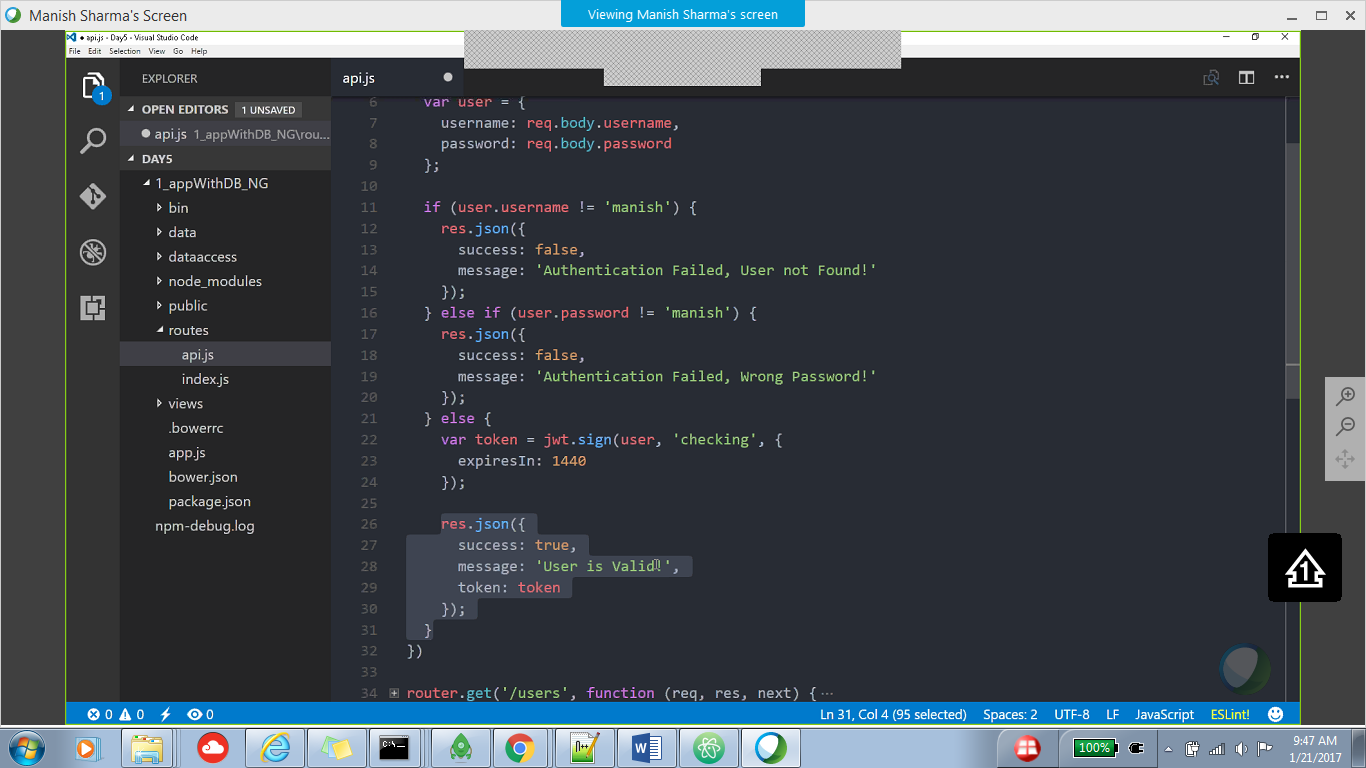 Manish Sharma's Screen
Viewing Manish Sharma's screen
● api.js - Day5 - Visual Studio Code
File Edit Selection View Go Help
EXPLORER
OPEN EDITORS 1 UNSAVED
api.js 1_appWithDB_NG\rou...
DAY5
1_appWithDB_NG
bin
data
dataaccess
node_modules
public
routes
api.js
index.js
views
.bowerrc
app.js
bower.json
package.json
npm-debug.log
1
api.js
6 var user = {
7 username: req.body.username,
8 password: req.body.password
9 };
10
11 if (user.username != 'manish') {
12 res.json({
13 success: false,
14 message: 'Authentication Failed, User not Found!'
15 });
16 } else if (user.password != 'manish') {
17 res.json({
18 success: false,
19 message: 'Authentication Failed, Wrong Password!'
20 });
21 } else {
22 var token = jwt.sign(user, 'checking', {
23 expiresIn: 1440
24 });
25
26 res.json({
27 success: true,
28 message: 'User is Valid!',
29 token: token
30 });
31 }
32 })
33
34 router.get('/users', function (req, res, next) { ...
1
0 0 0
Ln 31, Col 4 (95 selected) Spaces: 2 UTF-8 LF JavaScript ESLint!
100%
9:47 AM
1/21/2017